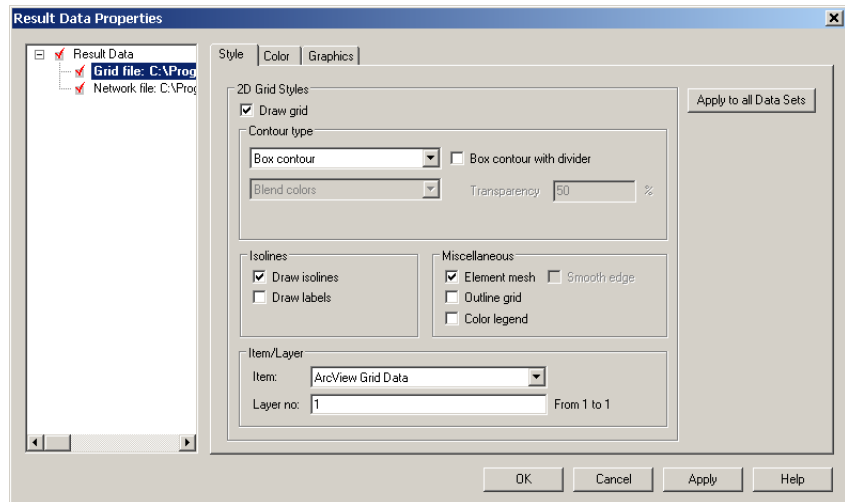 Result Data Properties
Result Data
Grid file: C:\Prog
Network file: C:\Prog
Style
Color
Graphics
2D Grid Styles
Draw grid
Apply to all Data Sets
Contour type
Box contour
Box contour with divider
Blend colors
Transparency 50 %
Isolines
Draw isolines
Draw labels
Miscellaneous
Element mesh
Smooth edge
Outline grid
Color legend
Item/Layer
Item: ArcView Grid Data
Layer no: 1 From 1 to 1
OK
Cancel
Apply
Help